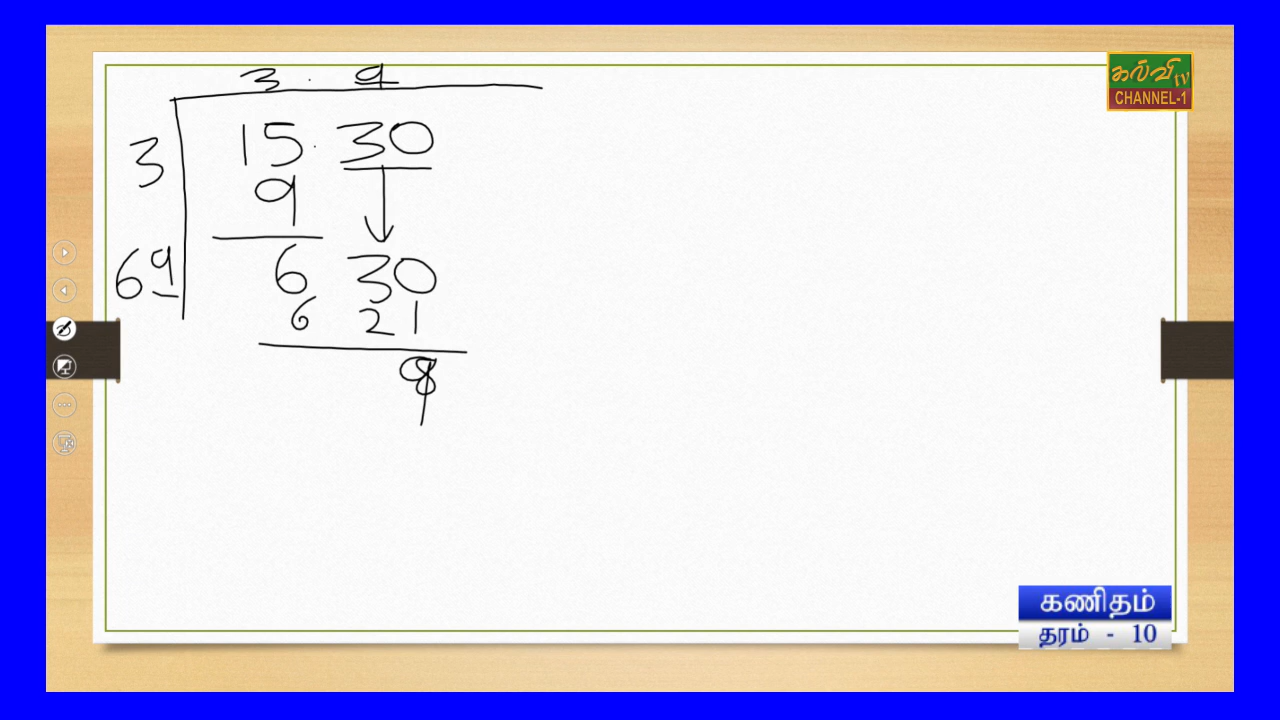 3 . 9
3 15.30
9
69 6 30
6 21
9
கல்வி TV
CHANNEL-1
கணிதம்
தரம் - 10